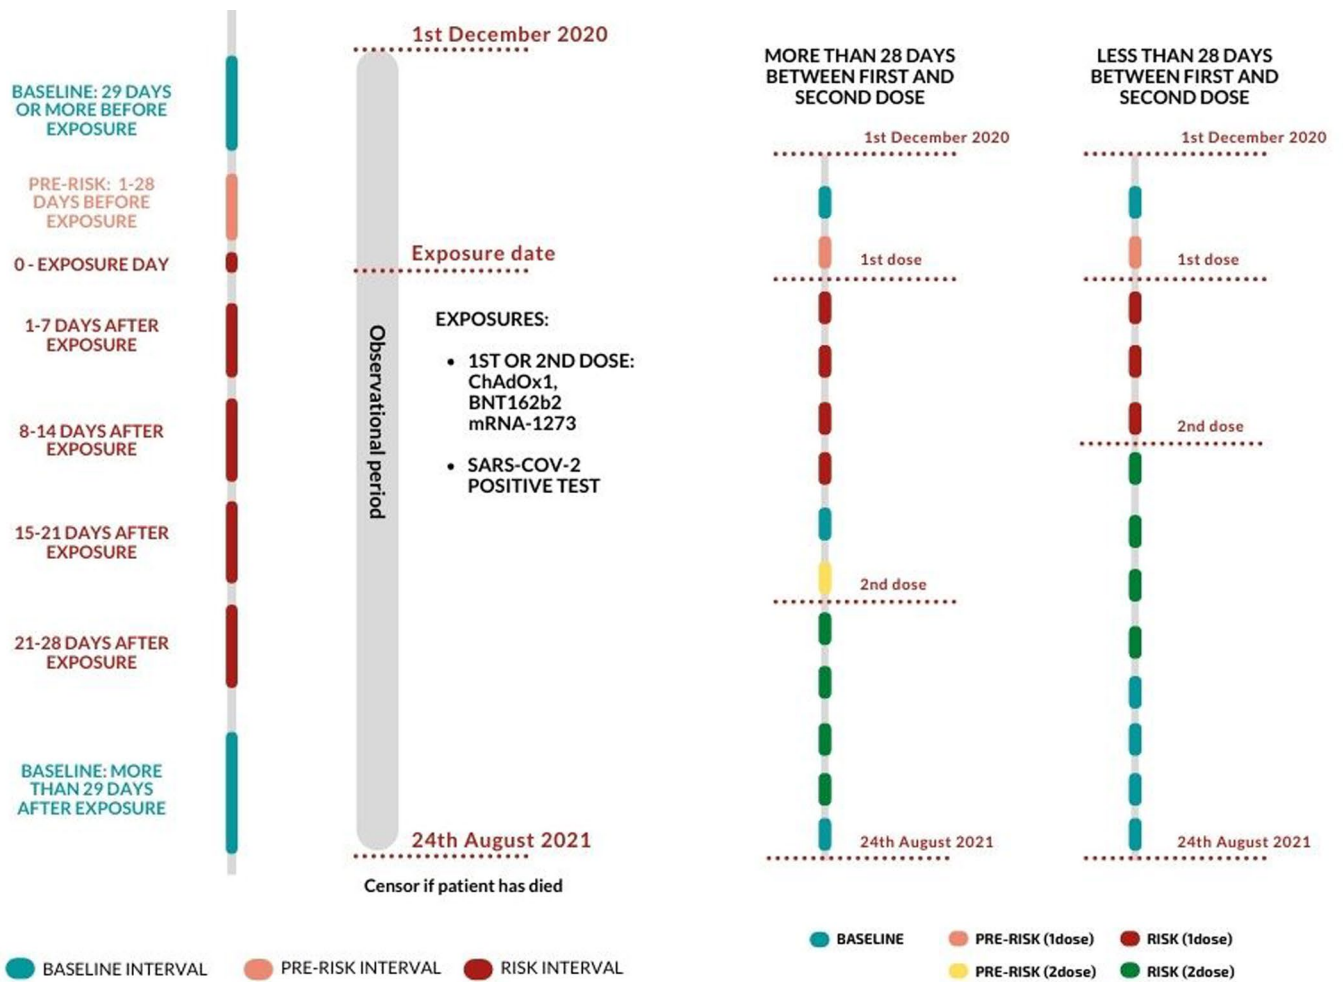 BASELINE: 29 DAYS
OR MORE BEFORE
EXPOSURE
PRE-RISK: 1-28
DAYS BEFORE
EXPOSURE
0 - EXPOSURE DAY
1-7 DAYS AFTER
EXPOSURE
8-14 DAYS AFTER
EXPOSURE
15-21 DAYS AFTER
EXPOSURE
21-28 DAYS AFTER
EXPOSURE
BASELINE: MORE
THAN 29 DAYS
AFTER EXPOSURE
1st December 2020
Exposure date
Observational period
EXPOSURES:
• 1ST OR 2ND DOSE:
ChAdOx1,
BNT162b2
mRNA-1273
• SARS-COV-2
POSITIVE TEST
24th August 2021
Censor if patient has died
BASELINE INTERVAL
PRE-RISK INTERVAL
RISK INTERVAL
MORE THAN 28 DAYS
BETWEEN FIRST AND
SECOND DOSE
1st December 2020
1st dose
2nd dose
24th August 2021
LESS THAN 28 DAYS
BETWEEN FIRST AND
SECOND DOSE
1st December 2020
1st dose
2nd dose
24th August 2021
BASELINE
PRE-RISK (1dose)
RISK (1dose)
PRE-RISK (2dose)
RISK (2dose)